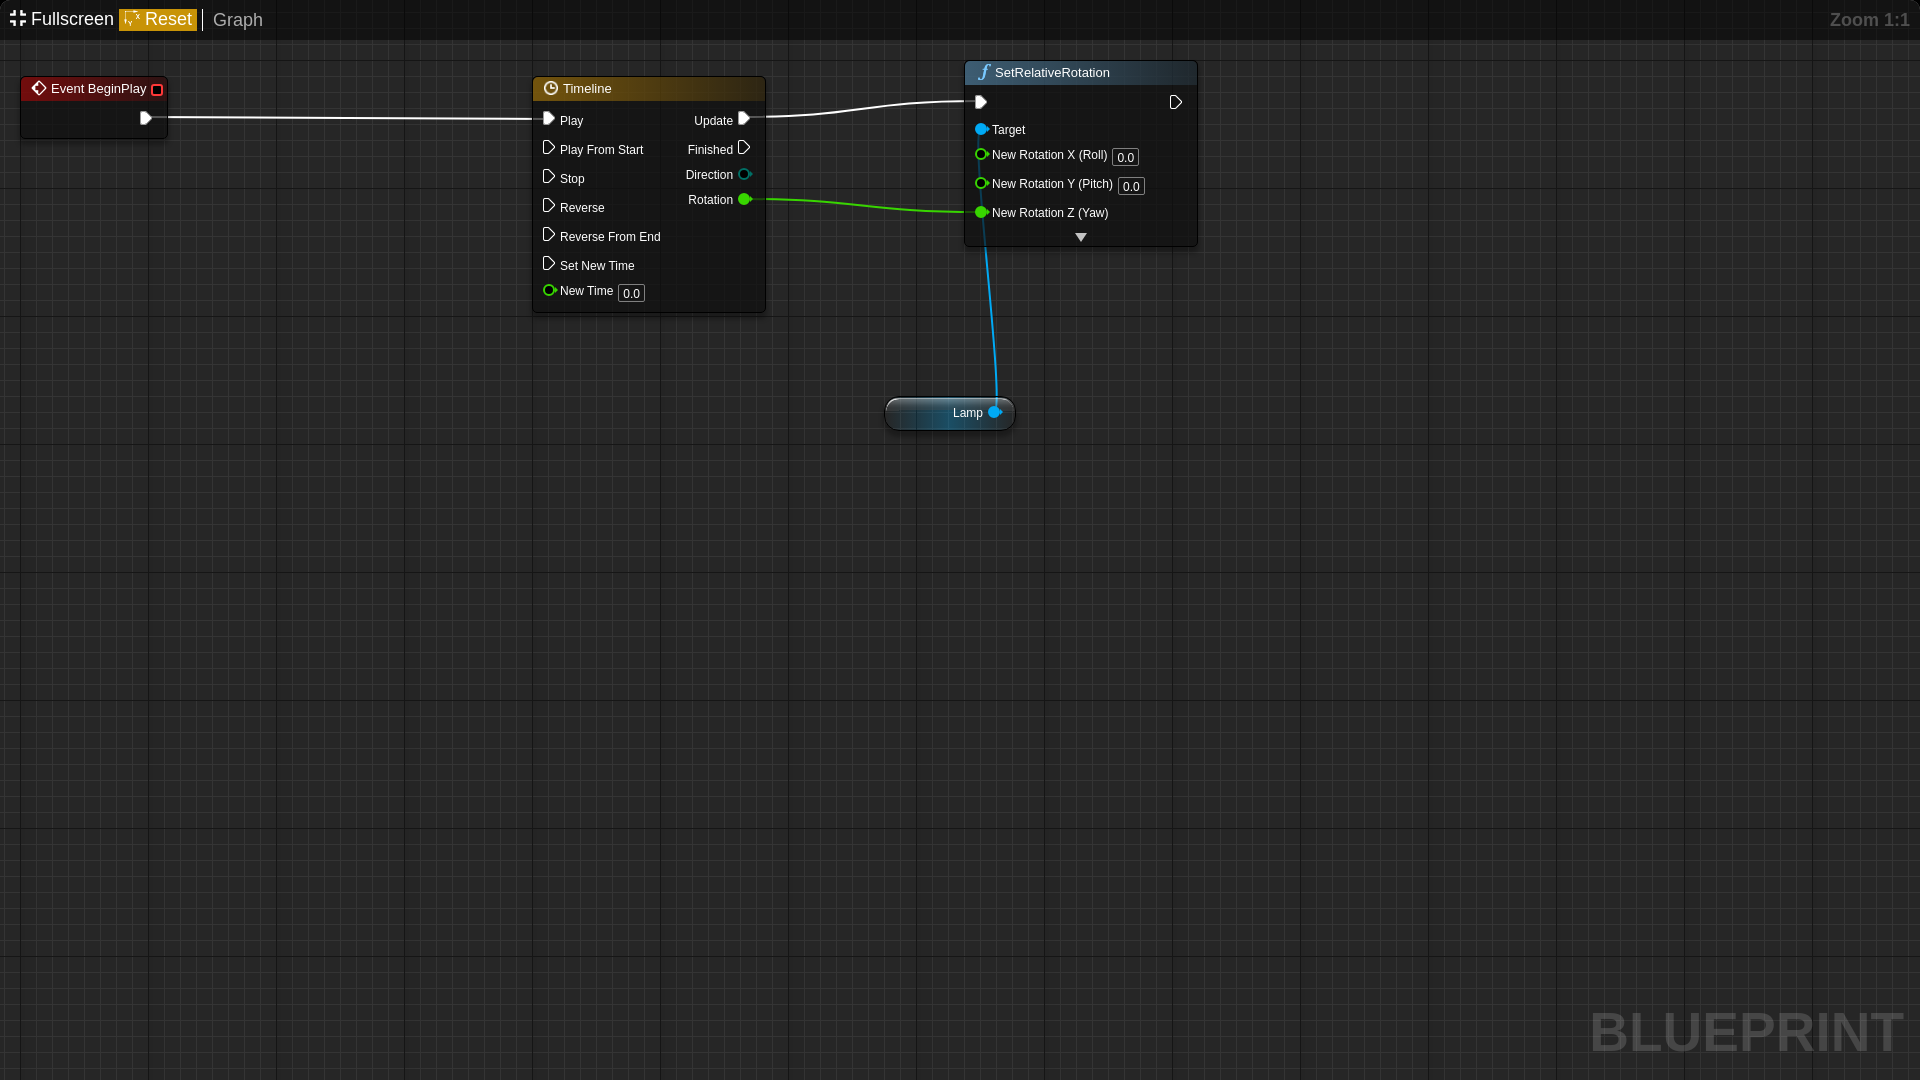 Fullscreen Reset Graph
Zoom 1:1
Event BeginPlay
Timeline
Play
Update
Play From Start
Finished
Stop
Direction
Reverse
Rotation
Reverse From End
Set New Time
New Time 0.0
SetRelativeRotation
Target
New Rotation X (Roll) 0.0
New Rotation Y (Pitch) 0.0
New Rotation Z (Yaw)
Lamp
BLUEPRINT